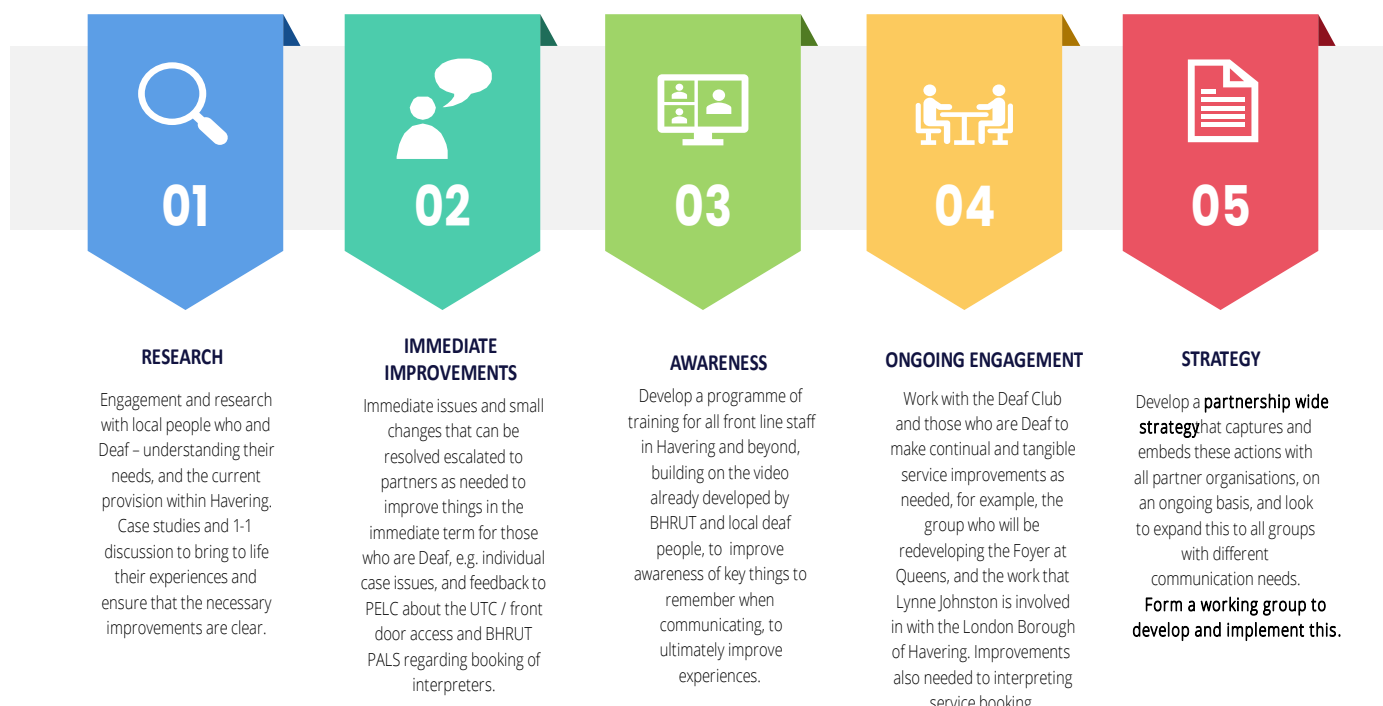 01
RESEARCH
Engagement and research
with local people who and
Deaf – understanding their
needs, and the current
provision within Havering.
Case studies and 1-1
discussion to bring to life
their experiences and
ensure that the necessary
improvements are clear.
02
IMMEDIATE
IMPROVEMENTS
Immediate issues and small
changes that can be
resolved escalated to
partners as needed to
improve things in the
immediate term for those
who are Deaf, e.g. individual
case issues, and feedback to
PELC about the UTC / front
door access and BHRUT
PALS regarding booking of
interpreters.
03
AWARENESS
Develop a programme of
training for all front line staff
in Havering and beyond,
building on the video
already developed by
BHRUT and local deaf
people, to improve
awareness of key things to
remember when
communicating, to
ultimately improve
experiences.
04
ONGOING ENGAGEMENT
Work with the Deaf Club
and those who are Deaf to
make continual and tangible
service improvements as
needed, for example, the
group who will be
redeveloping the Foyer at
Queens, and the work that
Lynne Johnston is involved
in with the London Borough
of Havering. Improvements
also needed to interpreting
service booking
05
STRATEGY
Develop a partnership wide
strategy that captures and
embeds these actions with
all partner organisations, on
an ongoing basis, and look
to expand this to all groups
with different
communication needs.
Form a working group to
develop and implement this.